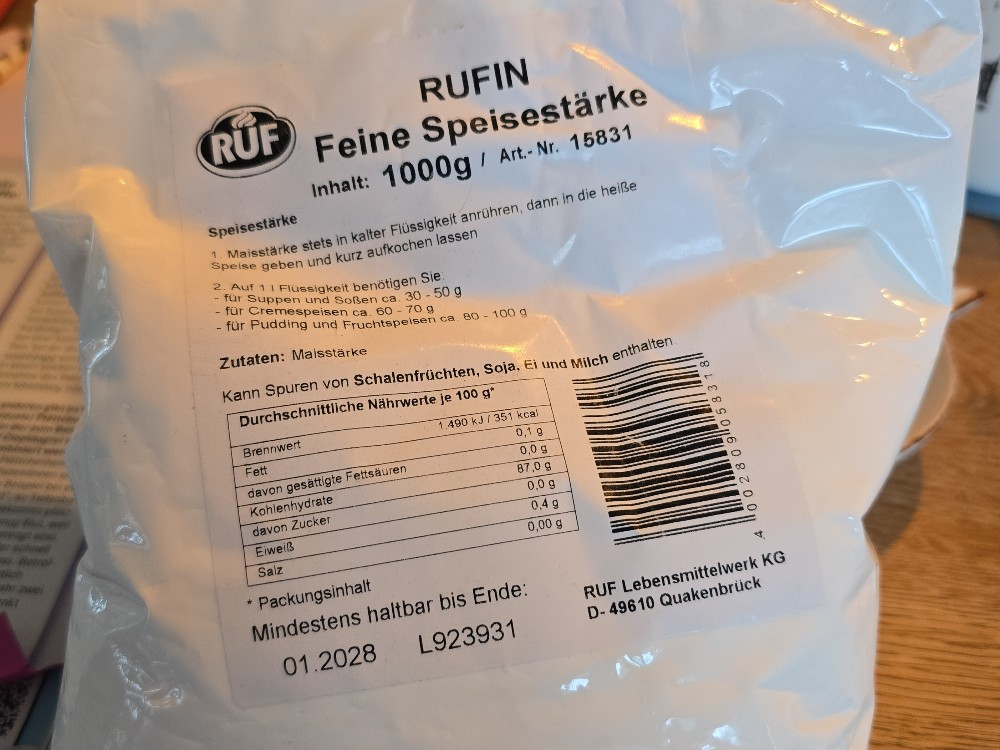 RUF
RUFIN
Feine Speisestärke
Inhalt: 1000g / Art.- Nr. 15831
Speisestärke
1. Maisstärke stets in kalter Flüssigkeit anrühren, dann in die heiße
Speise geben und kurz aufkochen lassen
2. Auf 1 l Flüssigkeit benötigen Sie:
- für Suppen und Soßen ca. 30 - 50 g
- für Cremespeisen ca. 60 - 70 g
- für Pudding und Fruchtspeisen ca. 80 - 100 g
Zutaten: Maisstärke
Kann Spuren von Schalenfrüchten, Soja, Ei und Milch enthalten
Durchschnittliche Nährwerte je 100 g*
Brennwert 1.490 kJ / 351 kcal
Fett 0,1 g
davon gesättigte Fettsäuren 0,0 g
Kohlenhydrate 87,0 g
davon Zucker 0,0 g
Eiweiß 0,4 g
Salz 0,00 g
* Packungsinhalt
Mindestens haltbar bis Ende:
01.2028 L923931
4 002809 058318
RUF Lebensmittelwerk KG
D- 49610 Quakenbrück